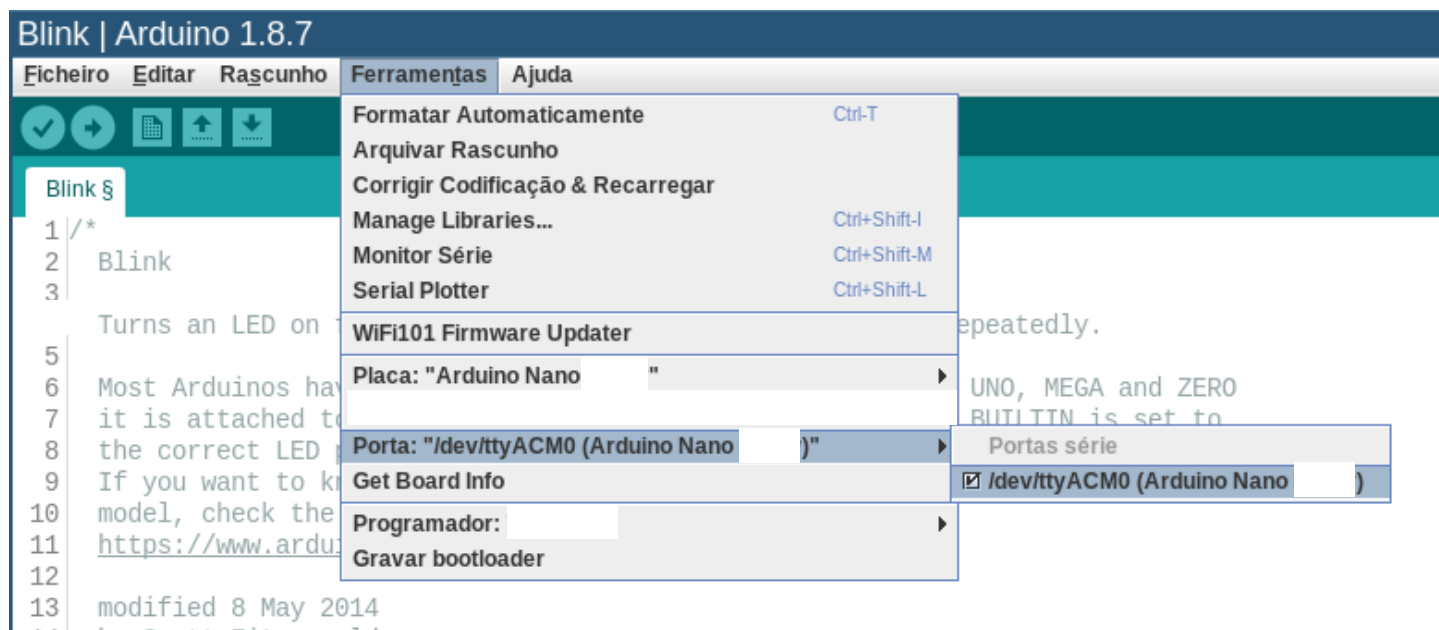 Blink | Arduino 1.8.7
Ficheiro Editar Rascunho Ferramentas Ajuda
Formatar Automaticamente Ctrl-T
Arquivar Rascunho
Corrigir Codificação & Recarregar
Manage Libraries... Ctrl+Shift-I
Monitor Série Ctrl+Shift-M
Serial Plotter Ctrl+Shift-L
WiFi101 Firmware Updater
Placa: "Arduino Nano "
Porta: "/dev/ttyACM0 (Arduino Nano )"
Get Board Info
Programador:
Gravar bootloader
Portas série
/dev/ttyACM0 (Arduino Nano )
Blink §
1 /*
2 Blink
3
Turns an LED on epeatedly.
5
6 Most Arduinos UNO, MEGA and ZERO
7 it is attached BUILTIN is set to
8 the correct LED
9 If you want to
10 model, check the
11 https://www.ardui
12
13 modified 8 May 2014